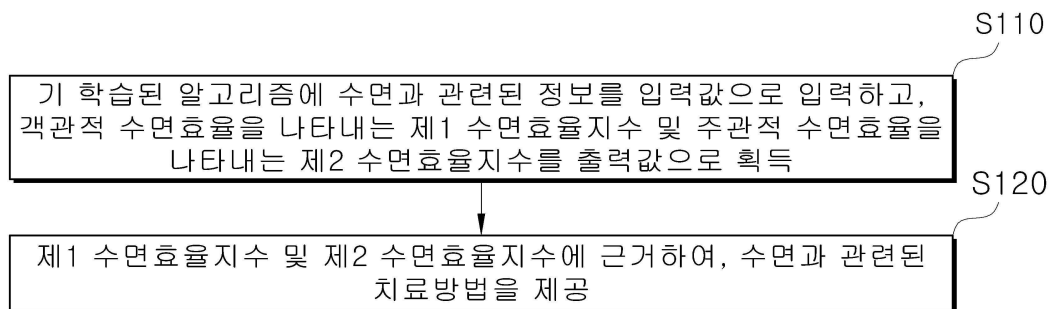 S110
기 학습된 알고리즘에 수면과 관련된 정보를 입력값으로 입력하고,
객관적 수면효율을 나타내는 제1 수면효율지수 및 주관적 수면효율을
나타내는 제2 수면효율지수를 출력값으로 획득
S120
제1 수면효율지수 및 제2 수면효율지수에 근거하여, 수면과 관련된
치료방법을 제공